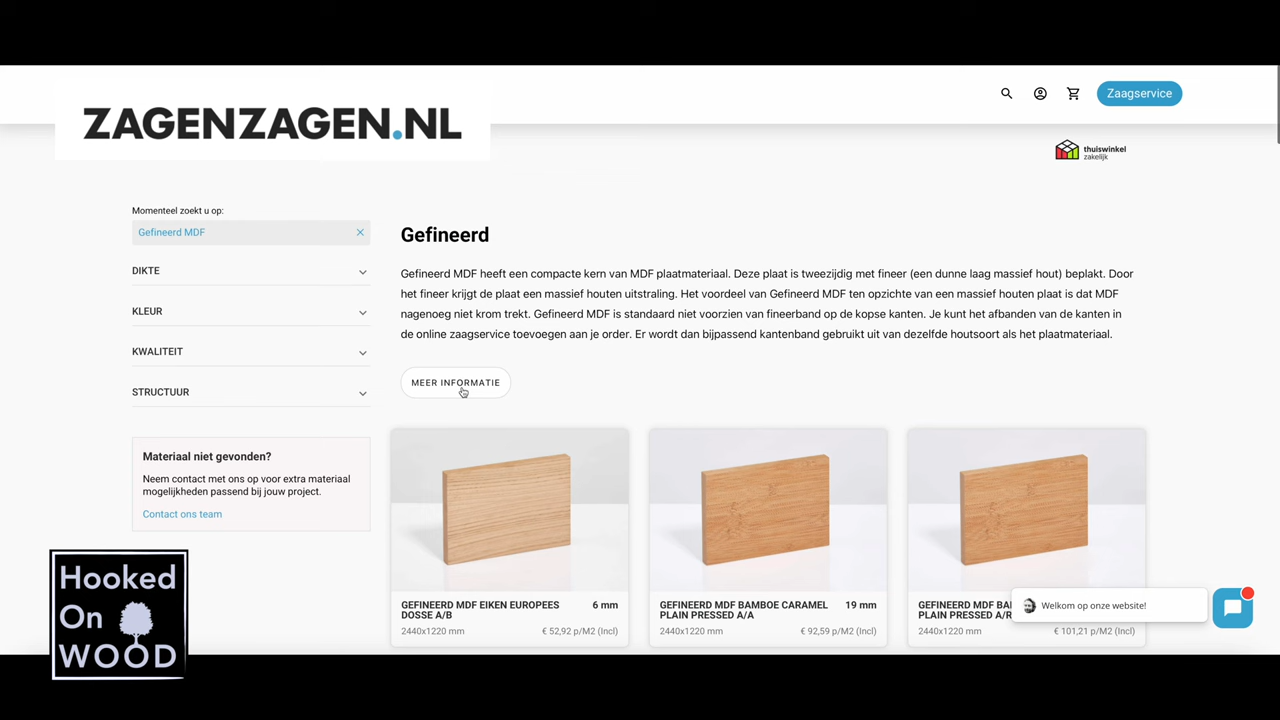 ZAGENZAGEN.NL
Zaagservice
thuiswinkel
zakelijk
Momenteel zoekt u op:
Gefineerd MDF
DIKTE
KLEUR
KWALITEIT
STRUCTUUR
Materiaal niet gevonden?
Neem contact met ons op voor extra materiaal
mogelijkheden passend bij jouw project.
Contact ons team
Gefineerd
Gefineerd MDF heeft een compacte kern van MDF plaatmateriaal. Deze plaat is tweezijdig met fineer (een dunne laag massief hout) beplakt. Door
het fineer krijgt de plaat een massief houten uitstraling. Het voordeel van Gefineerd MDF ten opzichte van een massief houten plaat is dat MDF
nagenoeg niet krom trekt. Gefineerd MDF is standaard niet voorzien van fineerband op de kopse kanten. Je kunt het afbanden van de kanten in
de online zaagservice toevoegen aan je order. Er wordt dan bijpassend kantenband gebruikt uit van dezelfde houtsoort als het plaatmateriaal.
MEER INFORMATIE
GEFINEERD MDF EIKEN EUROPEES 6 mm
DOSSE A/B
2440x1220 mm € 52,92 p/M2 (Incl)
GEFINEERD MDF BAMBOE CARAMEL 19 mm
PLAIN PRESSED A/A
2440x1220 mm € 92,59 p/M2 (Incl)
GEFINEERD MDF BA
PLAIN PRESSED A/R
2440x1220 mm € 101,21 p/M2 (Incl)
Welkom op onze website!
Hooked
On
WOOD